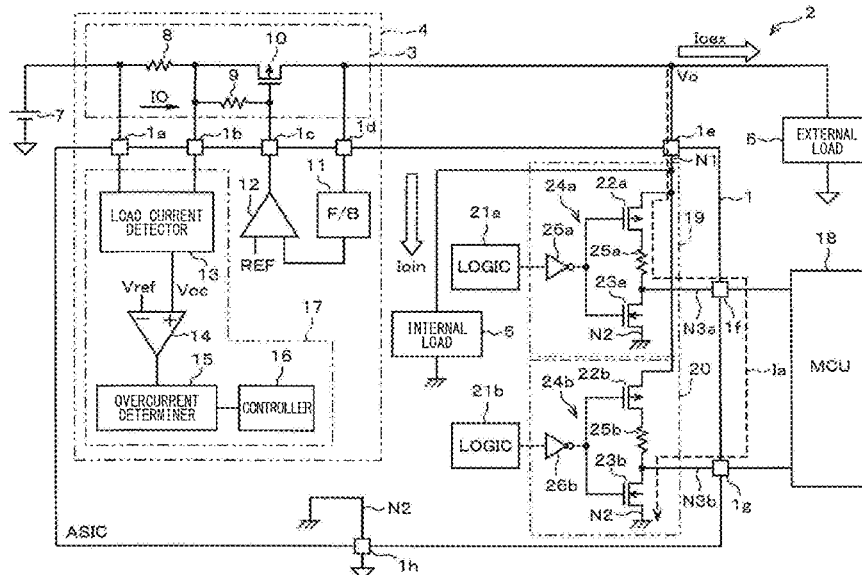 4
3
Ioex
2
8
10
9
Vo
IO
7
1a
1b
1c
1d
1e
N1
6
EXTERNAL LOAD
11
12
F/B
REF
LOAD CURRENT DETECTOR
13
Vref
Voc
14
17
15
16
OVERCURRENT DETERMINER
CONTROLLER
Ioin
INTERNAL LOAD
6
24a
22a
1
19
21a
26a
25a
LOGIC
23a
18
N2
N3a
1f
24b
22b
20
Ia
MCU
21b
25b
LOGIC
26b
23b
N2
N3b
1g
N2
ASIC
1h